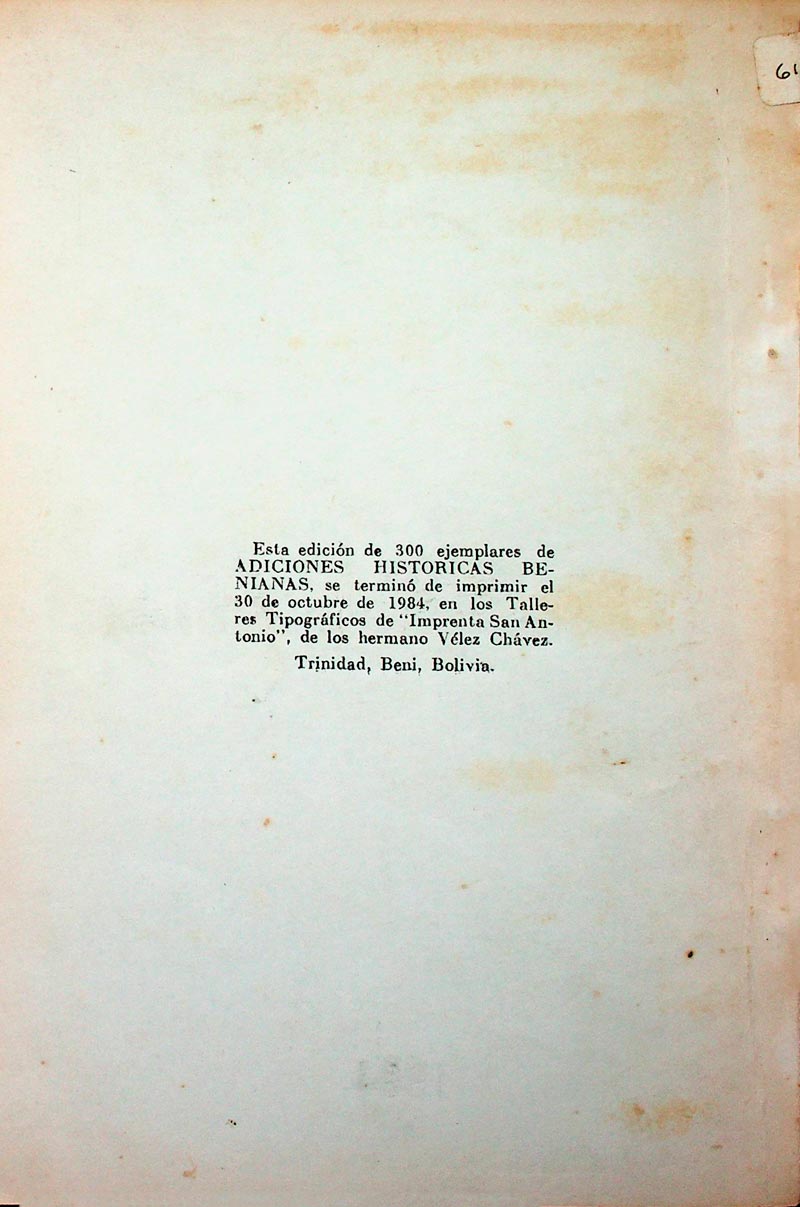 61
Esta edición de 300 ejemplares de
ADICIONES HISTORICAS BE-
NIANAS, se terminó de imprimir el
30 de octubre de 1984, en los Talle-
res Tipográficos de "Imprenta San An-
tonio", de los hermano Vélez Chávez.
Trinidad, Beni, Bolivia.